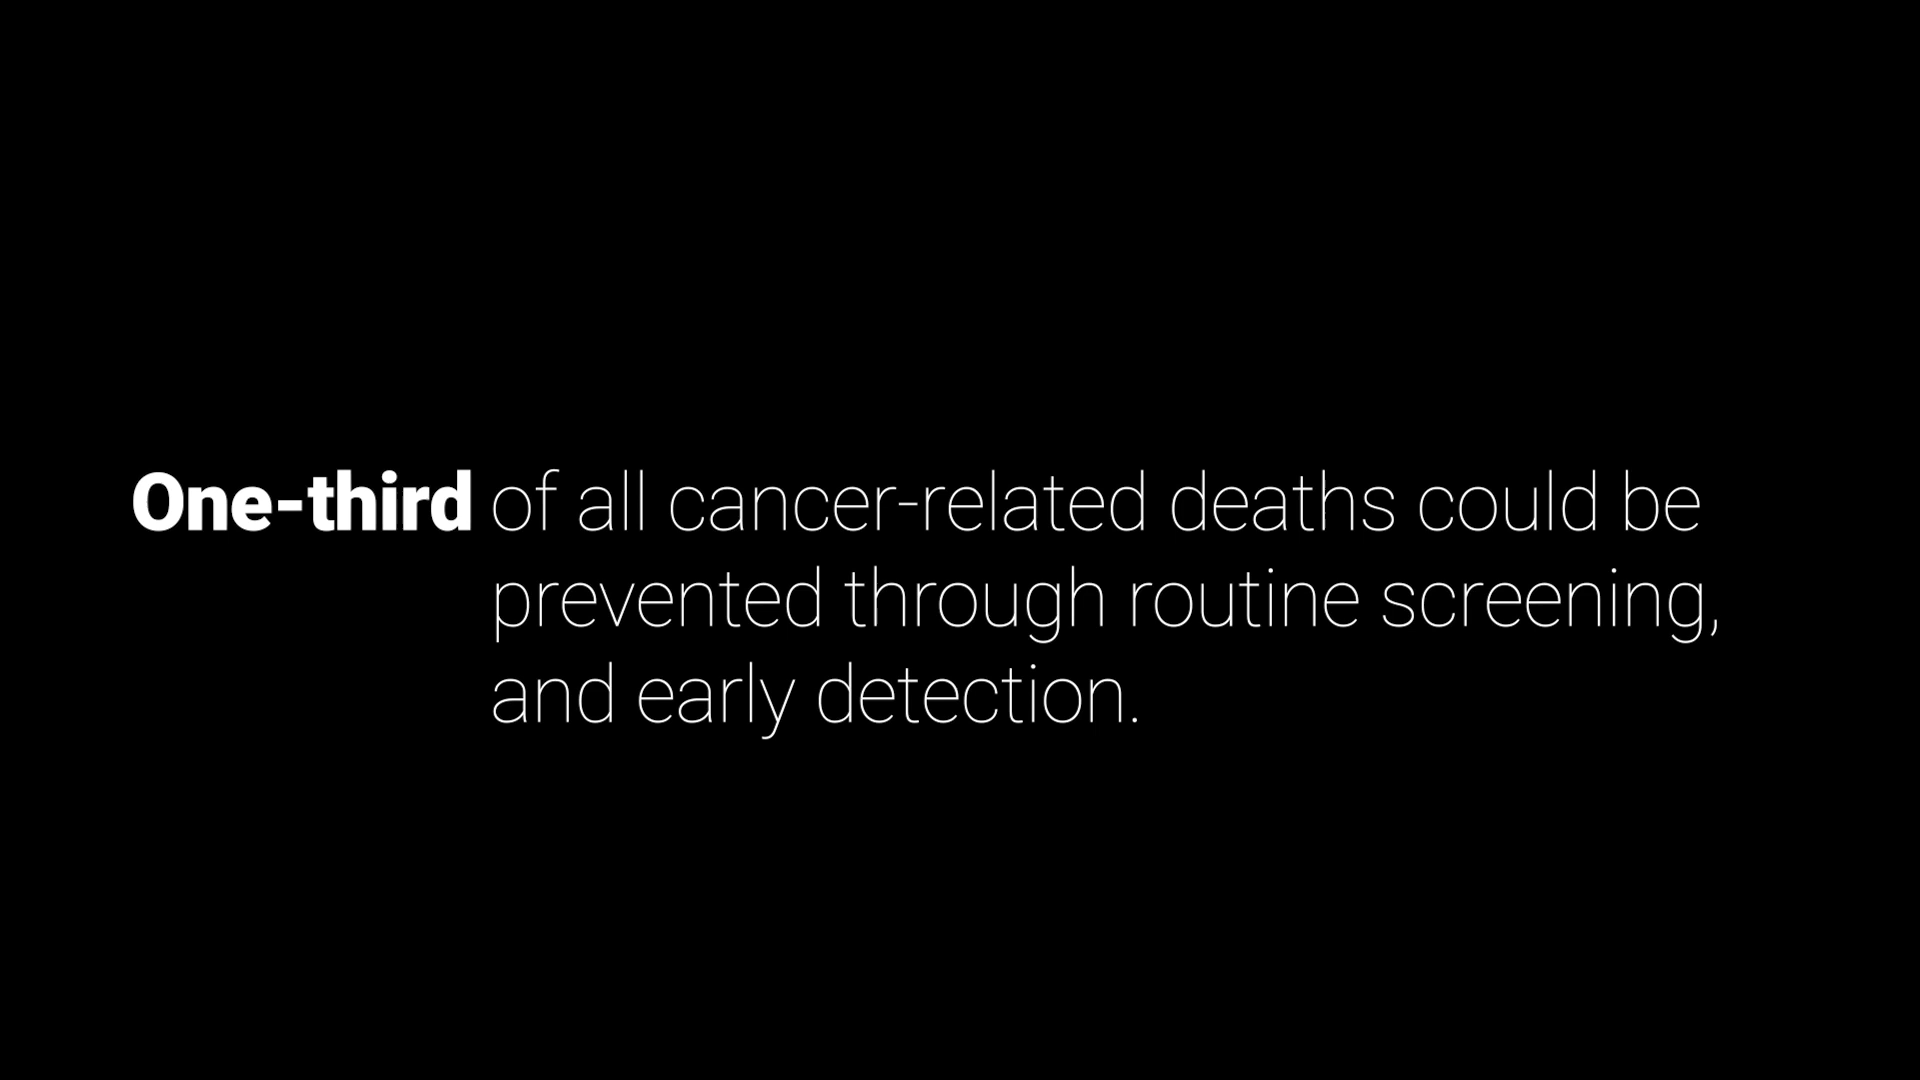 One-third of all cancer-related deaths could be
prevented through routine screening,
and early detection.